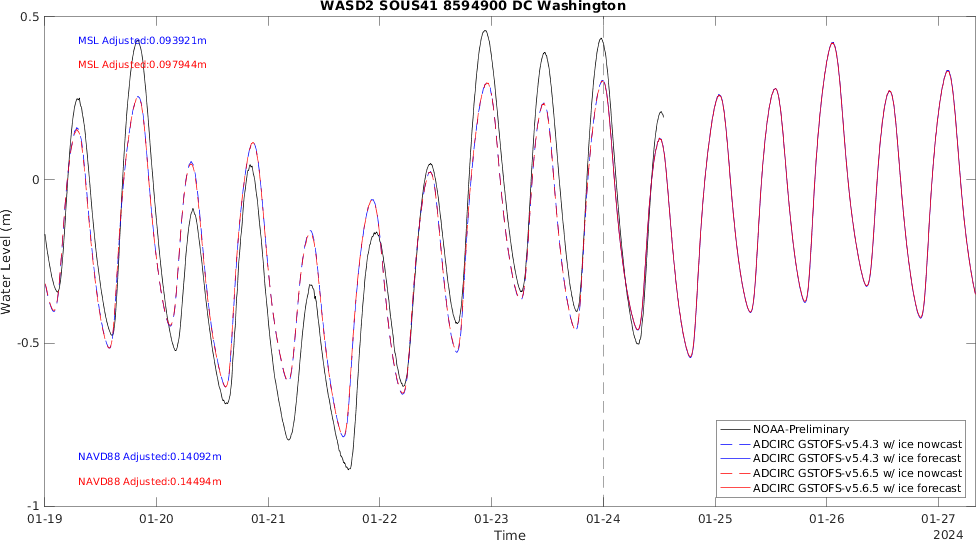 WASD2 SOUS41 8594900 DC Washington
0.5
0
-0.5
-1
Water Level (m)
MSL Adjusted:0.093921m
MSL Adjusted:0.097944m
NAVD88 Adjusted:0.14092m
NAVD88 Adjusted:0.14494m
NOAA-Preliminary
ADCIRC GSTOFS-v5.4.3 w/ ice nowcast
ADCIRC GSTOFS-v5.4.3 w/ ice forecast
ADCIRC GSTOFS-v5.6.5 w/ ice nowcast
ADCIRC GSTOFS-v5.6.5 w/ ice forecast
01-19 01-20 01-21 01-22 01-23 01-24 01-25 01-26 01-27
Time
2024